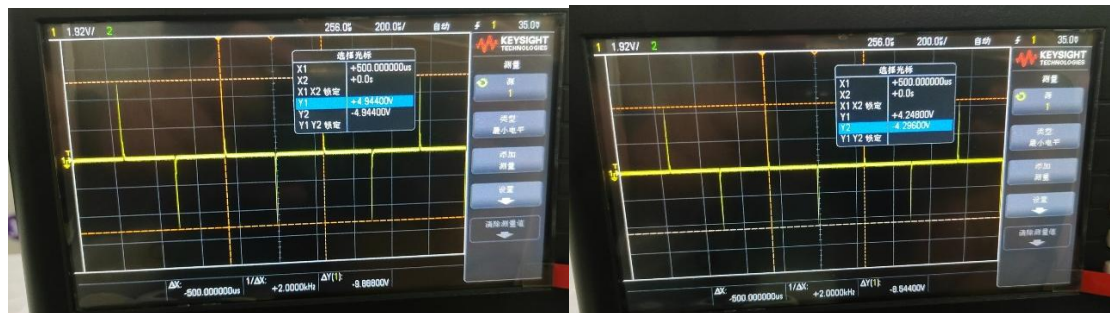 1 1.92V/ 2 256.0% 200.0%/ 自动 1 35.0%
KEYSIGHT
TECHNOLOGIES
选择光标
X1 +500.000000us
X2 +0.0s
X1 X2 锁定
Y1 +4.94400V
Y2 -4.94400V
Y1 Y2 锁定
测量
源
1
类型
最小电平
添加
测量
设置
清除测量值
ΔX: -500.000000us 1/ΔX: +2.0000kHz ΔY(1): -9.88800V
1 1.92V/ 2 256.0% 200.0%/ 自动 1 35.0%
KEYSIGHT
TECHNOLOGIES
选择光标
X1 +500.000000us
X2 +0.0s
X1 X2 锁定
Y1 +4.24800V
Y2 -4.29600V
Y1 Y2 锁定
测量
源
1
类型
最小电平
添加
测量
设置
清除测量值
ΔX: -500.000000us 1/ΔX: +2.0000kHz ΔY(1): -8.54400V